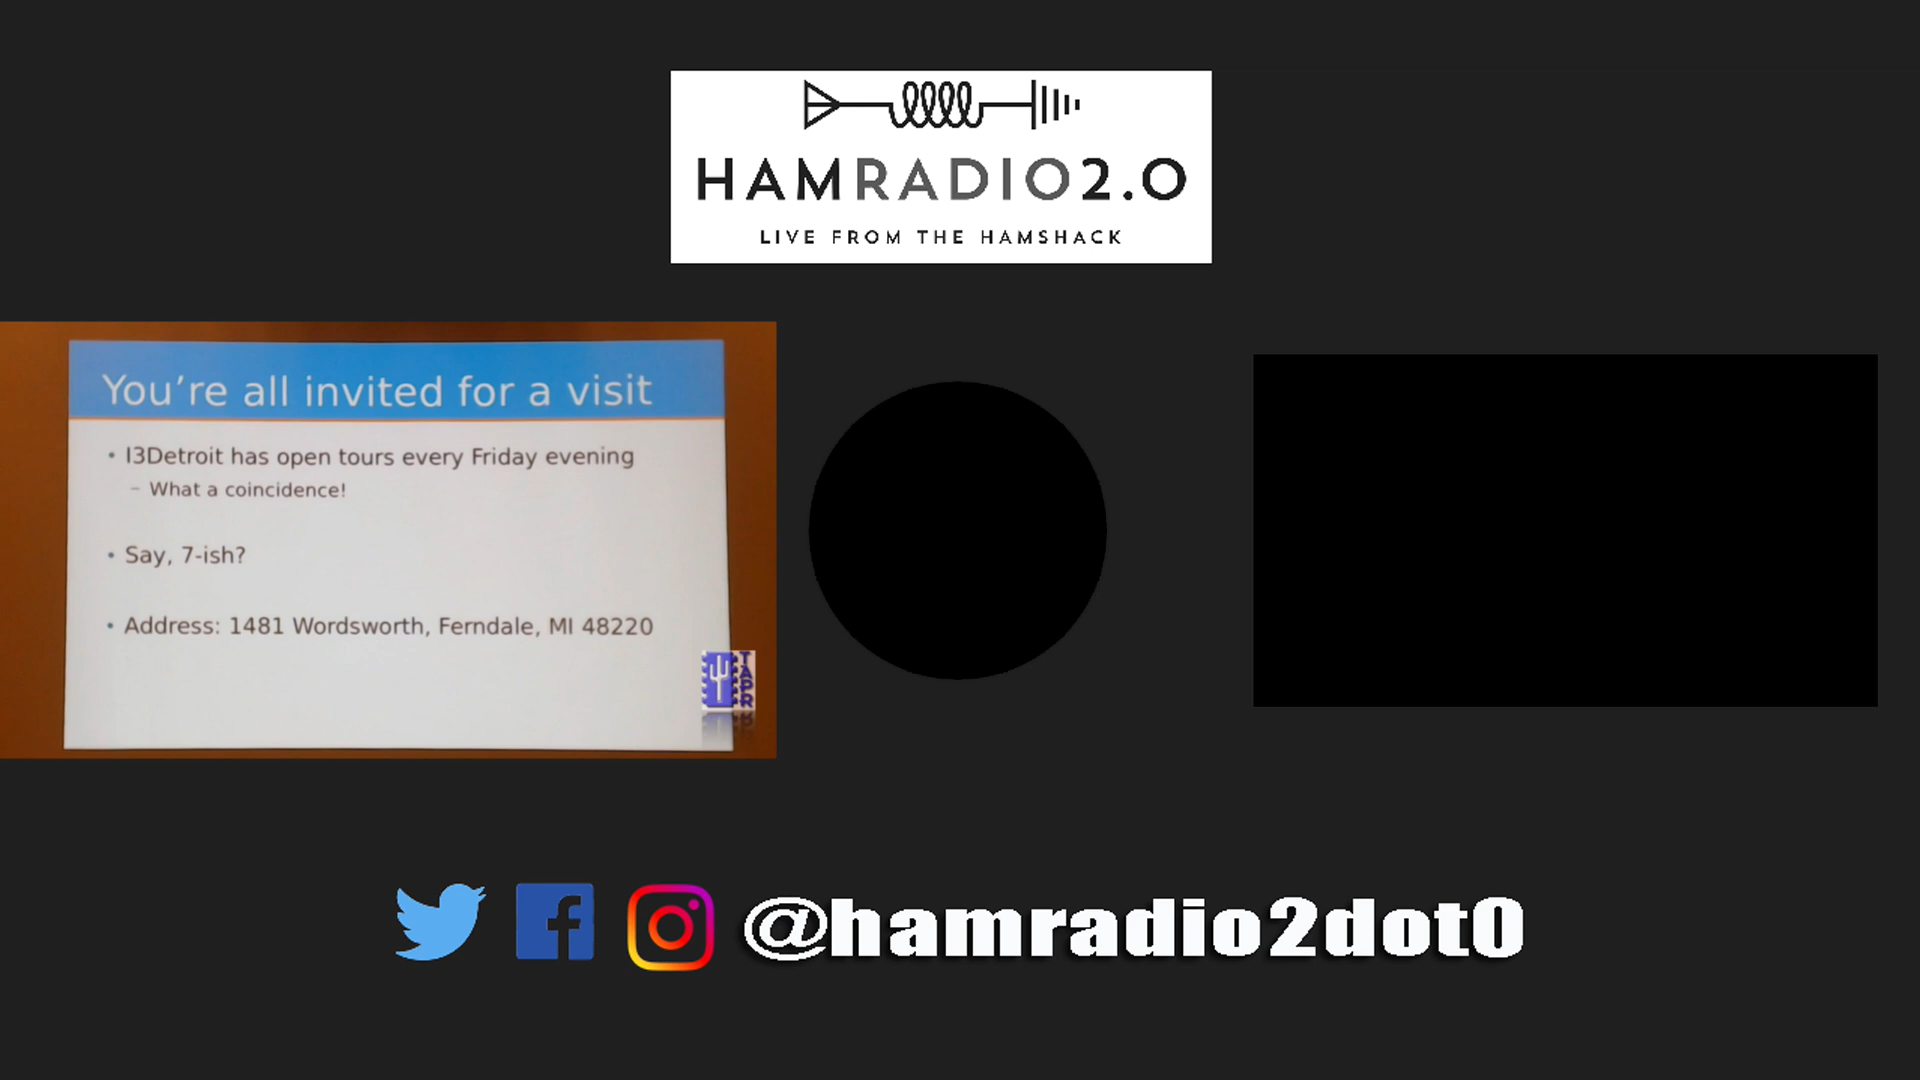 HAMRADIO2.0
LIVE FROM THE HAMSHACK
You're all invited for a visit
• I3Detroit has open tours every Friday evening
– What a coincidence!
• Say, 7-ish?
• Address: 1481 Wordsworth, Ferndale, MI 48220
TAPR
@hamradio2dot0